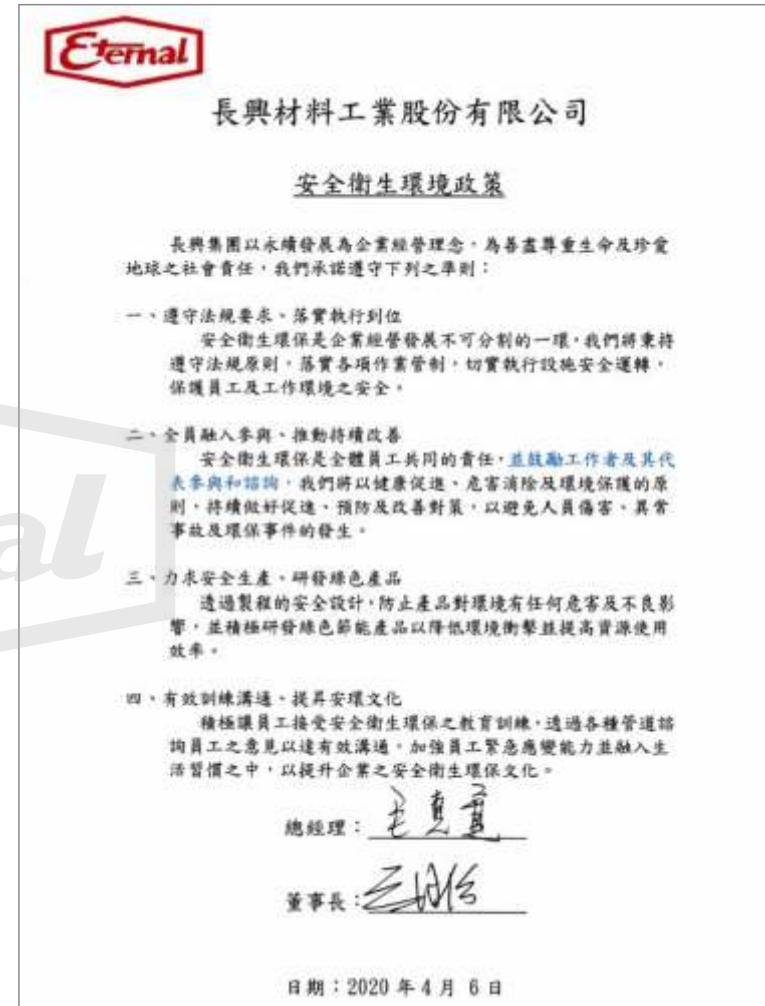 Eternal
長興材料工業股份有限公司
安全衛生環境政策
長興集團以永續發展為企業經營理念，為善盡尊重生命及珍愛
地球之社會責任，我們承諾遵守下列之準則：
一、遵守法規要求、落實執行到位
安全衛生環保是企業經營發展不可分割的一環，我們將秉持
遵守法規原則，落實各項作業管制，切實執行設施安全運轉，
保護員工及工作環境之安全。
二、全員融入參與、推動持續改善
安全衛生環保是全體員工共同的責任，並鼓勵工作者及其代
表參與和諮詢，我們將以健康促進、危害消除及環境保護的原
則，持續做好促進、預防及改善對策，以避免人員傷害、異常
事故及環保事件的發生。
三、力求安全生產、研發綠色產品
透過製程的安全設計，防止產品對環境有任何危害及不良影
響，並積極研發綠色節能產品以降低環境衝擊並提高資源使用
效率。
四、有效訓練溝通、提昇安環文化
積極讓員工接受安全衛生環保之教育訓練，透過各種管道諮
詢員工之意見以達有效溝通，加強員工緊急應變能力並融入生
活習慣之中，以提升企業之安全衛生環保文化。
總經理：
董事長：
日期：2020 年 4 月 6 日